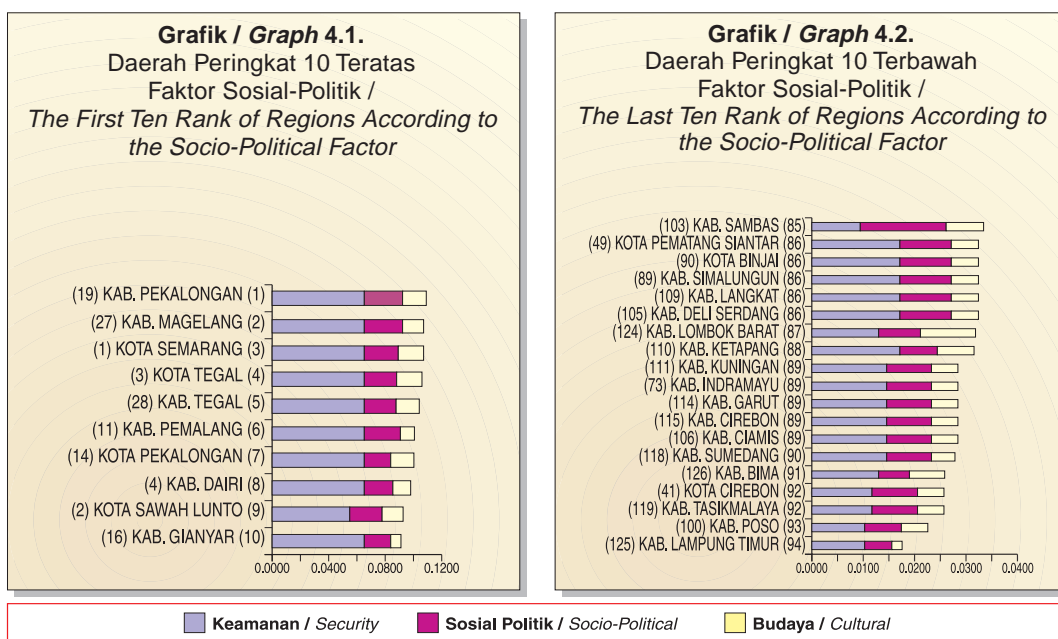 Grafik / Graph 4.1.
Daerah Peringkat 10 Teratas
Faktor Sosial-Politik /
The First Ten Rank of Regions According to
the Socio-Political Factor
(19) KAB. PEKALONGAN (1)
(27) KAB. MAGELANG (2)
(1) KOTA SEMARANG (3)
(3) KOTA TEGAL (4)
(28) KAB. TEGAL (5)
(11) KAB. PEMALANG (6)
(14) KOTA PEKALONGAN (7)
(4) KAB. DAIRI (8)
(2) KOTA SAWAH LUNTO (9)
(16) KAB. GIANYAR (10)
0.0000 0.0400 0.0800 0.1200
Grafik / Graph 4.2.
Daerah Peringkat 10 Terbawah
Faktor Sosial-Politik /
The Last Ten Rank of Regions According to
the Socio-Political Factor
(103) KAB. SAMBAS (85)
(49) KOTA PEMATANG SIANTAR (86)
(90) KOTA BINJAI (86)
(89) KAB. SIMALUNGUN (86)
(109) KAB. LANGKAT (86)
(105) KAB. DELI SERDANG (86)
(124) KAB. LOMBOK BARAT (87)
(110) KAB. KETAPANG (88)
(111) KAB. KUNINGAN (89)
(73) KAB. INDRAMAYU (89)
(114) KAB. GARUT (89)
(115) KAB. CIREBON (89)
(106) KAB. CIAMIS (89)
(118) KAB. SUMEDANG (90)
(126) KAB. BIMA (91)
(41) KOTA CIREBON (92)
(119) KAB. TASIKMALAYA (92)
(100) KAB. POSO (93)
(125) KAB. LAMPUNG TIMUR (94)
0.0000 0.0100 0.0200 0.0300 0.0400
Keamanan / Security Sosial Politik / Socio-Political Budaya / Cultural